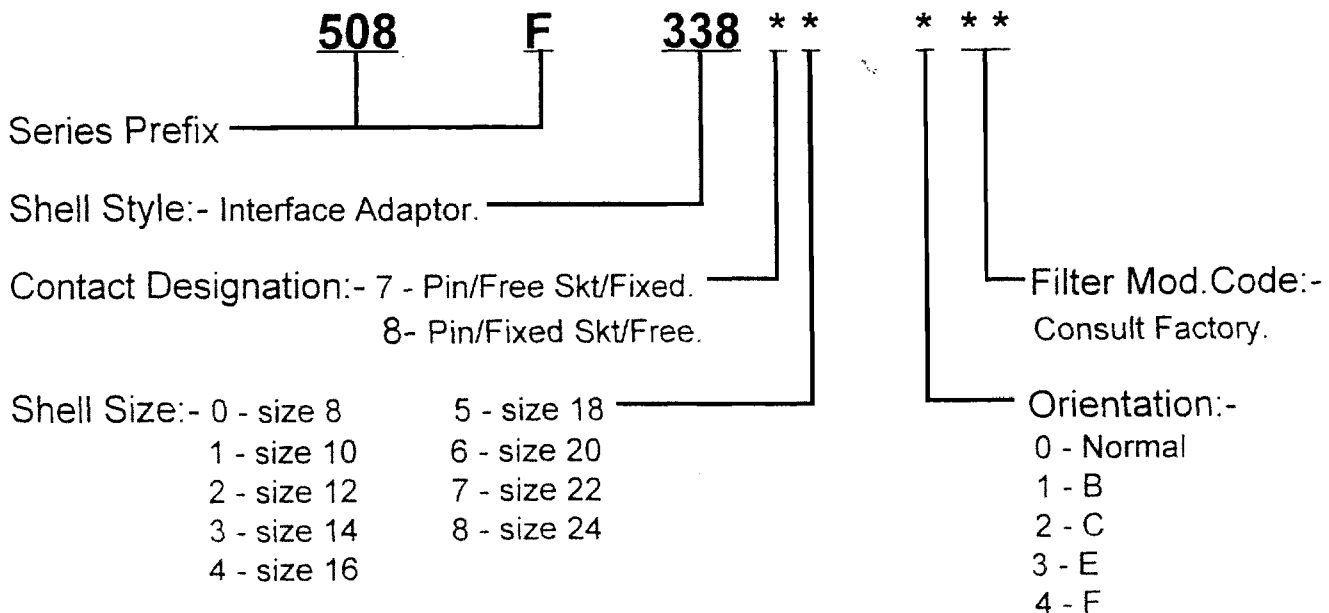 508 F 338 * * * * *
Series Prefix
Shell Style:- Interface Adaptor.
Contact Designation:- 7 - Pin/Free Skt/Fixed.
8- Pin/Fixed Skt/Free.
Filter Mod.Code:-
Consult Factory.
Shell Size:- 0 - size 8 5 - size 18
1 - size 10 6 - size 20
2 - size 12 7 - size 22
3 - size 14 8 - size 24
4 - size 16
Orientation:-
0 - Normal
1 - B
2 - C
3 - E
4 - F